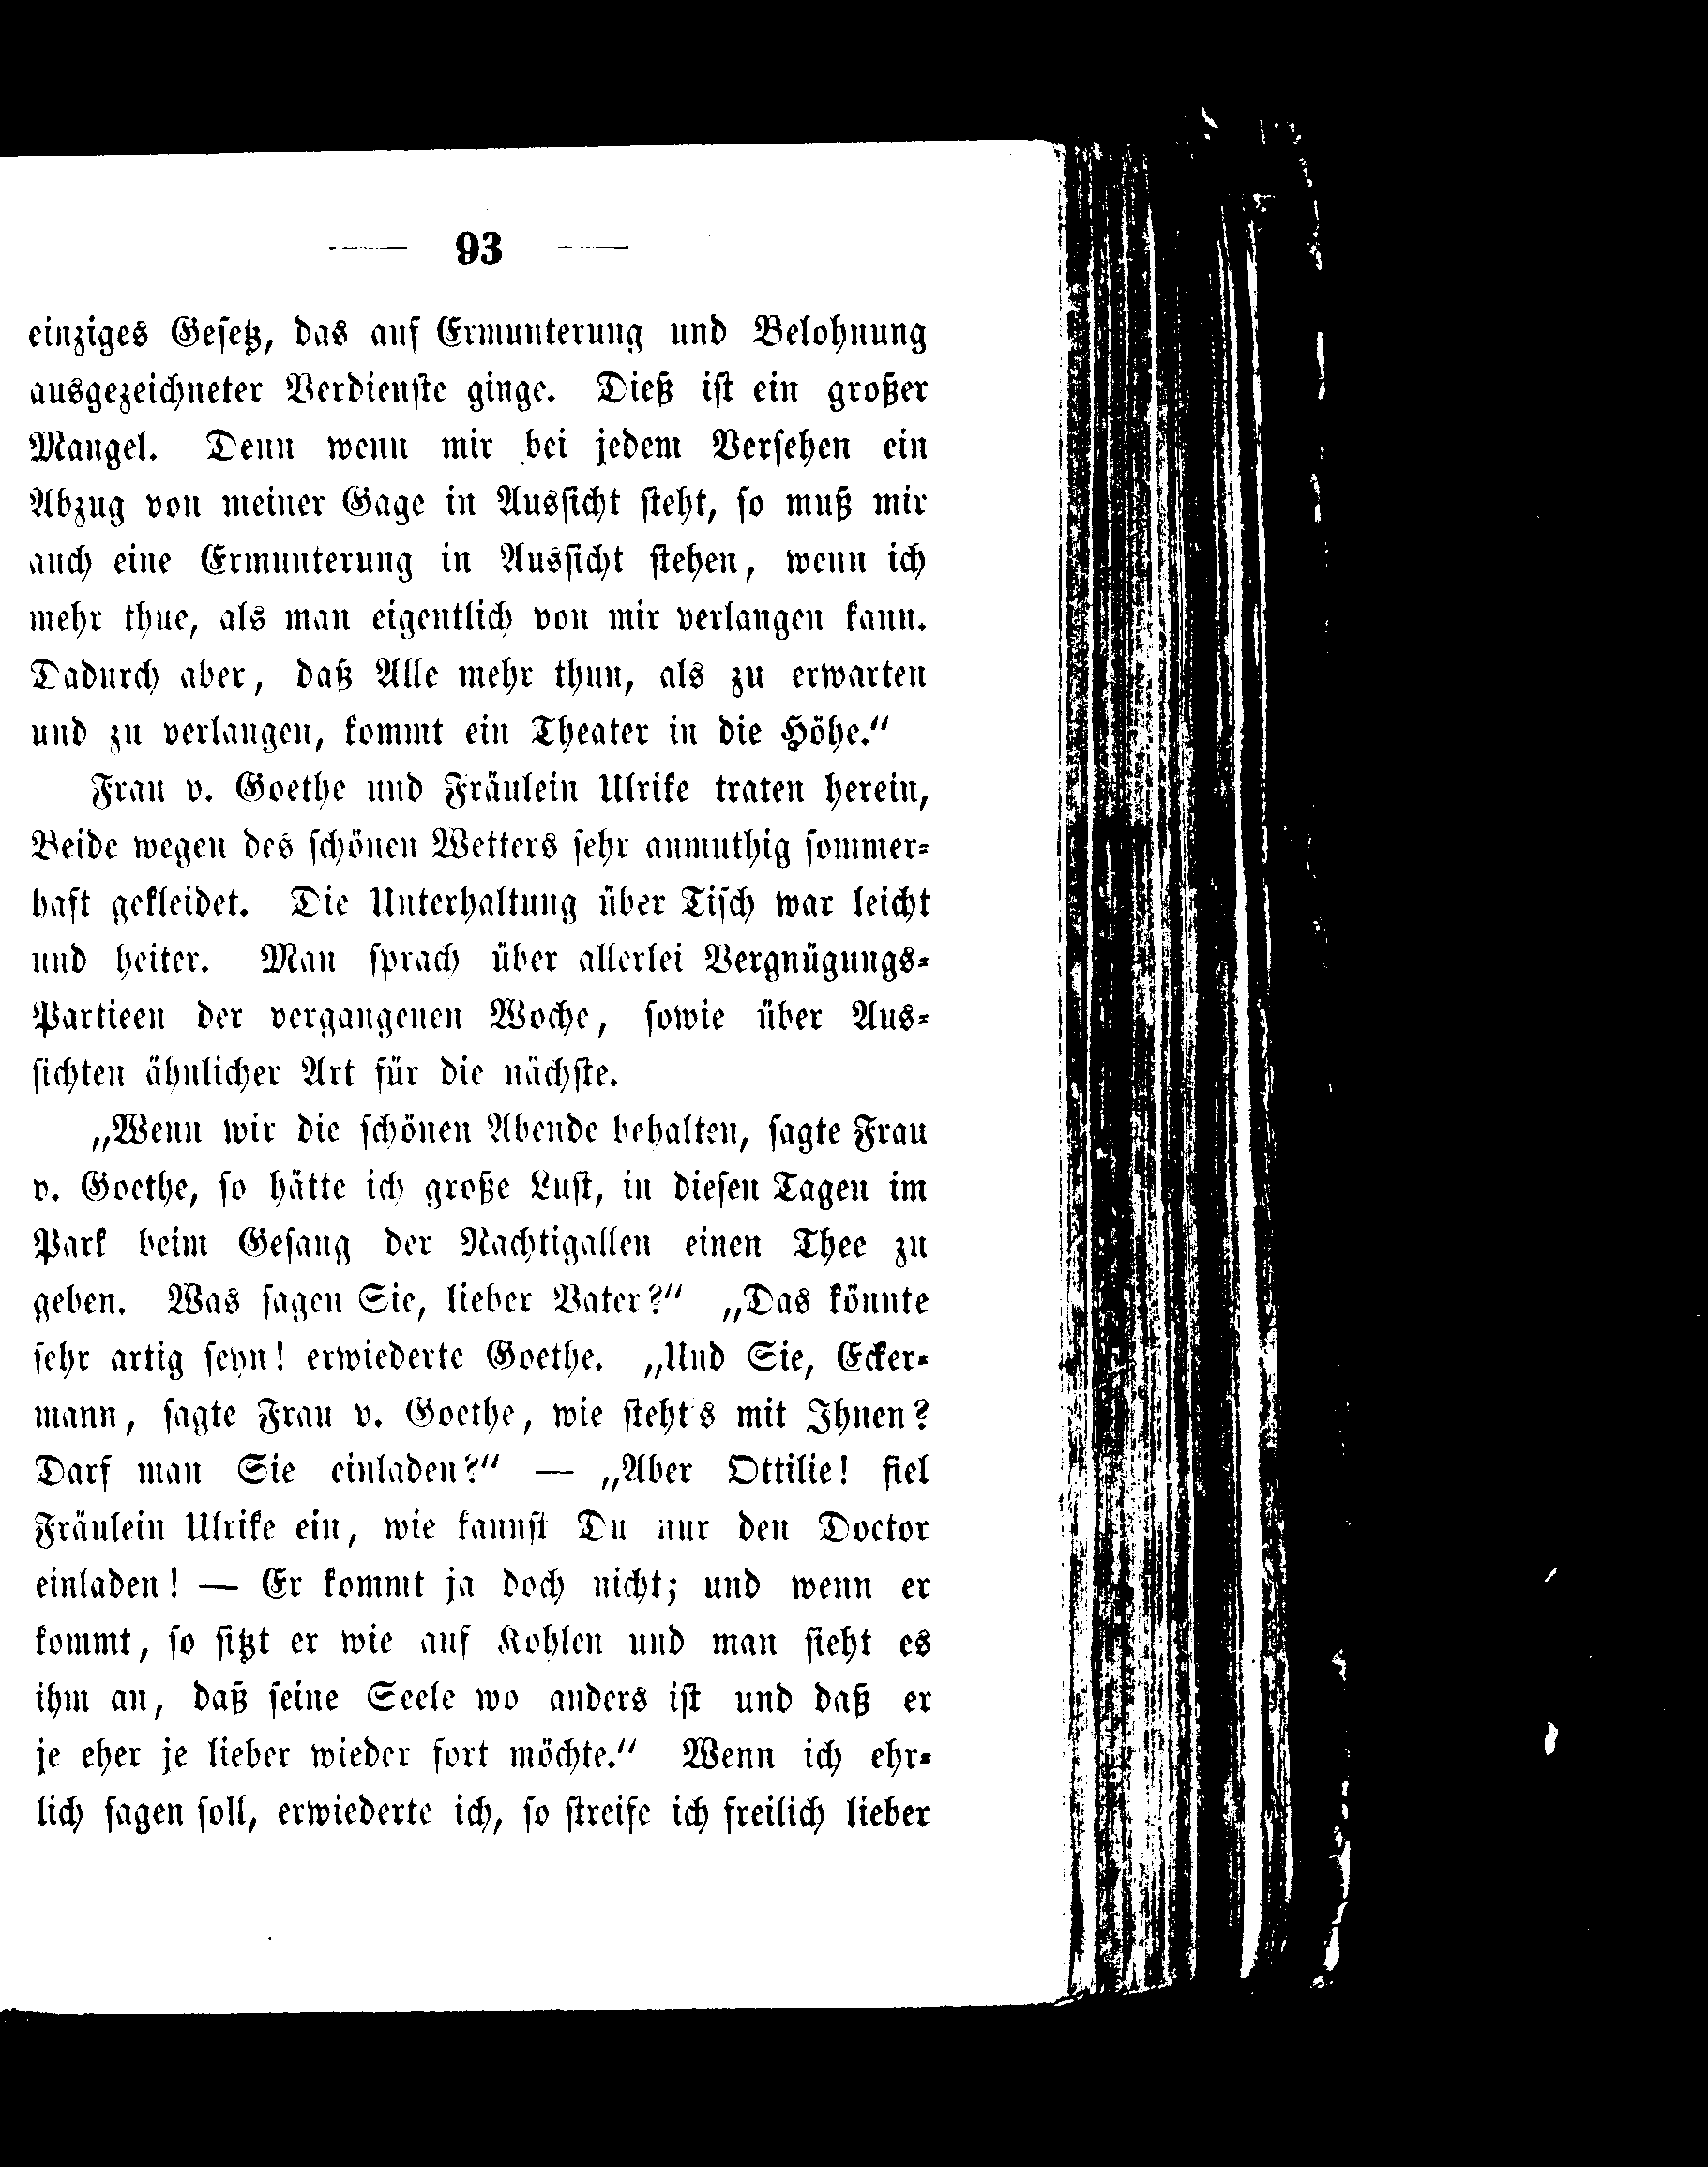 — 93 —
einziges Gesetz, das auf Ermunterung und Belohnung
ausgezeichneter Verdienste ginge. Dieß ist ein großer
Mangel. Denn wenn mir bei jedem Versehen ein
Abzug von meiner Gage in Aussicht steht, so muß mir
auch eine Ermunterung in Aussicht stehen, wenn ich
mehr thue, als man eigentlich von mir verlangen kann.
Dadurch aber, daß Alle mehr thun, als zu erwarten
und zu verlangen, kommt ein Theater in die Höhe.“
Frau v. Goethe und Fräulein Ulrike traten herein,
Beide wegen des schönen Wetters sehr anmuthig sommer-
haft gekleidet. Die Unterhaltung über Tisch war leicht
und heiter. Man sprach über allerlei Vergnügungs-
Partieen der vergangenen Woche, sowie über Aus-
sichten ähnlicher Art für die nächste.
„Wenn wir die schönen Abende behalten, sagte Frau
v. Goethe, so hätte ich große Lust, in diesen Tagen im
Park beim Gesang der Nachtigallen einen Thee zu
geben. Was sagen Sie, lieber Vater?“ „Das könnte
sehr artig seyn! erwiederte Goethe. „Und Sie, Ecker-
mann, sagte Frau v. Goethe, wie steht's mit Ihnen?
Darf man Sie einladen?“ — „Aber Ottilie! fiel
Fräulein Ulrike ein, wie kannst Du nur den Doctor
einladen! — Er kommt ja doch nicht; und wenn er
kommt, so sitzt er wie auf Kohlen und man sieht es
ihm an, daß seine Seele wo anders ist und daß er
je eher je lieber wieder fort möchte.“ Wenn ich ehr-
lich sagen soll, erwiederte ich, so streife ich freilich lieber